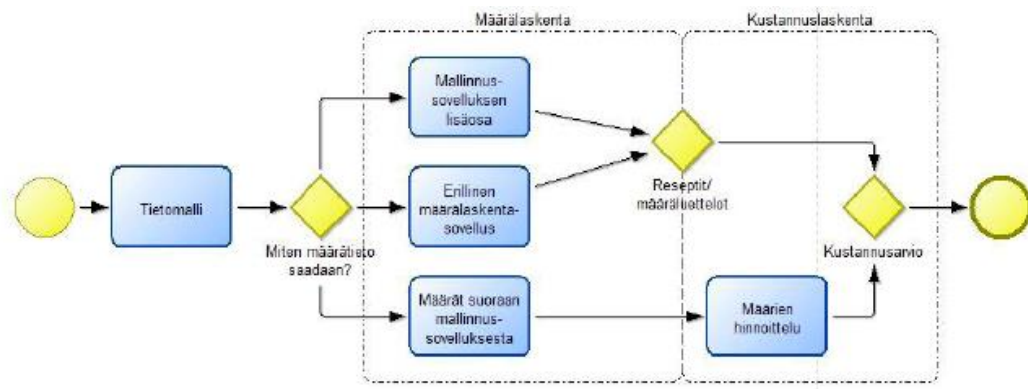 Määrälaskenta
Kustannuslaskenta
Mallinnus-
sovelluksen
lisäosa
Tietomalli
Miten määrätieto
saadaan?
Erillinen
määrälaskenta-
sovellus
Reseptit/
määräluettelot
Kustannusarvio
Määrät suoraan
mallinnus-
sovelluksesta
Määrien
hinnoittelu